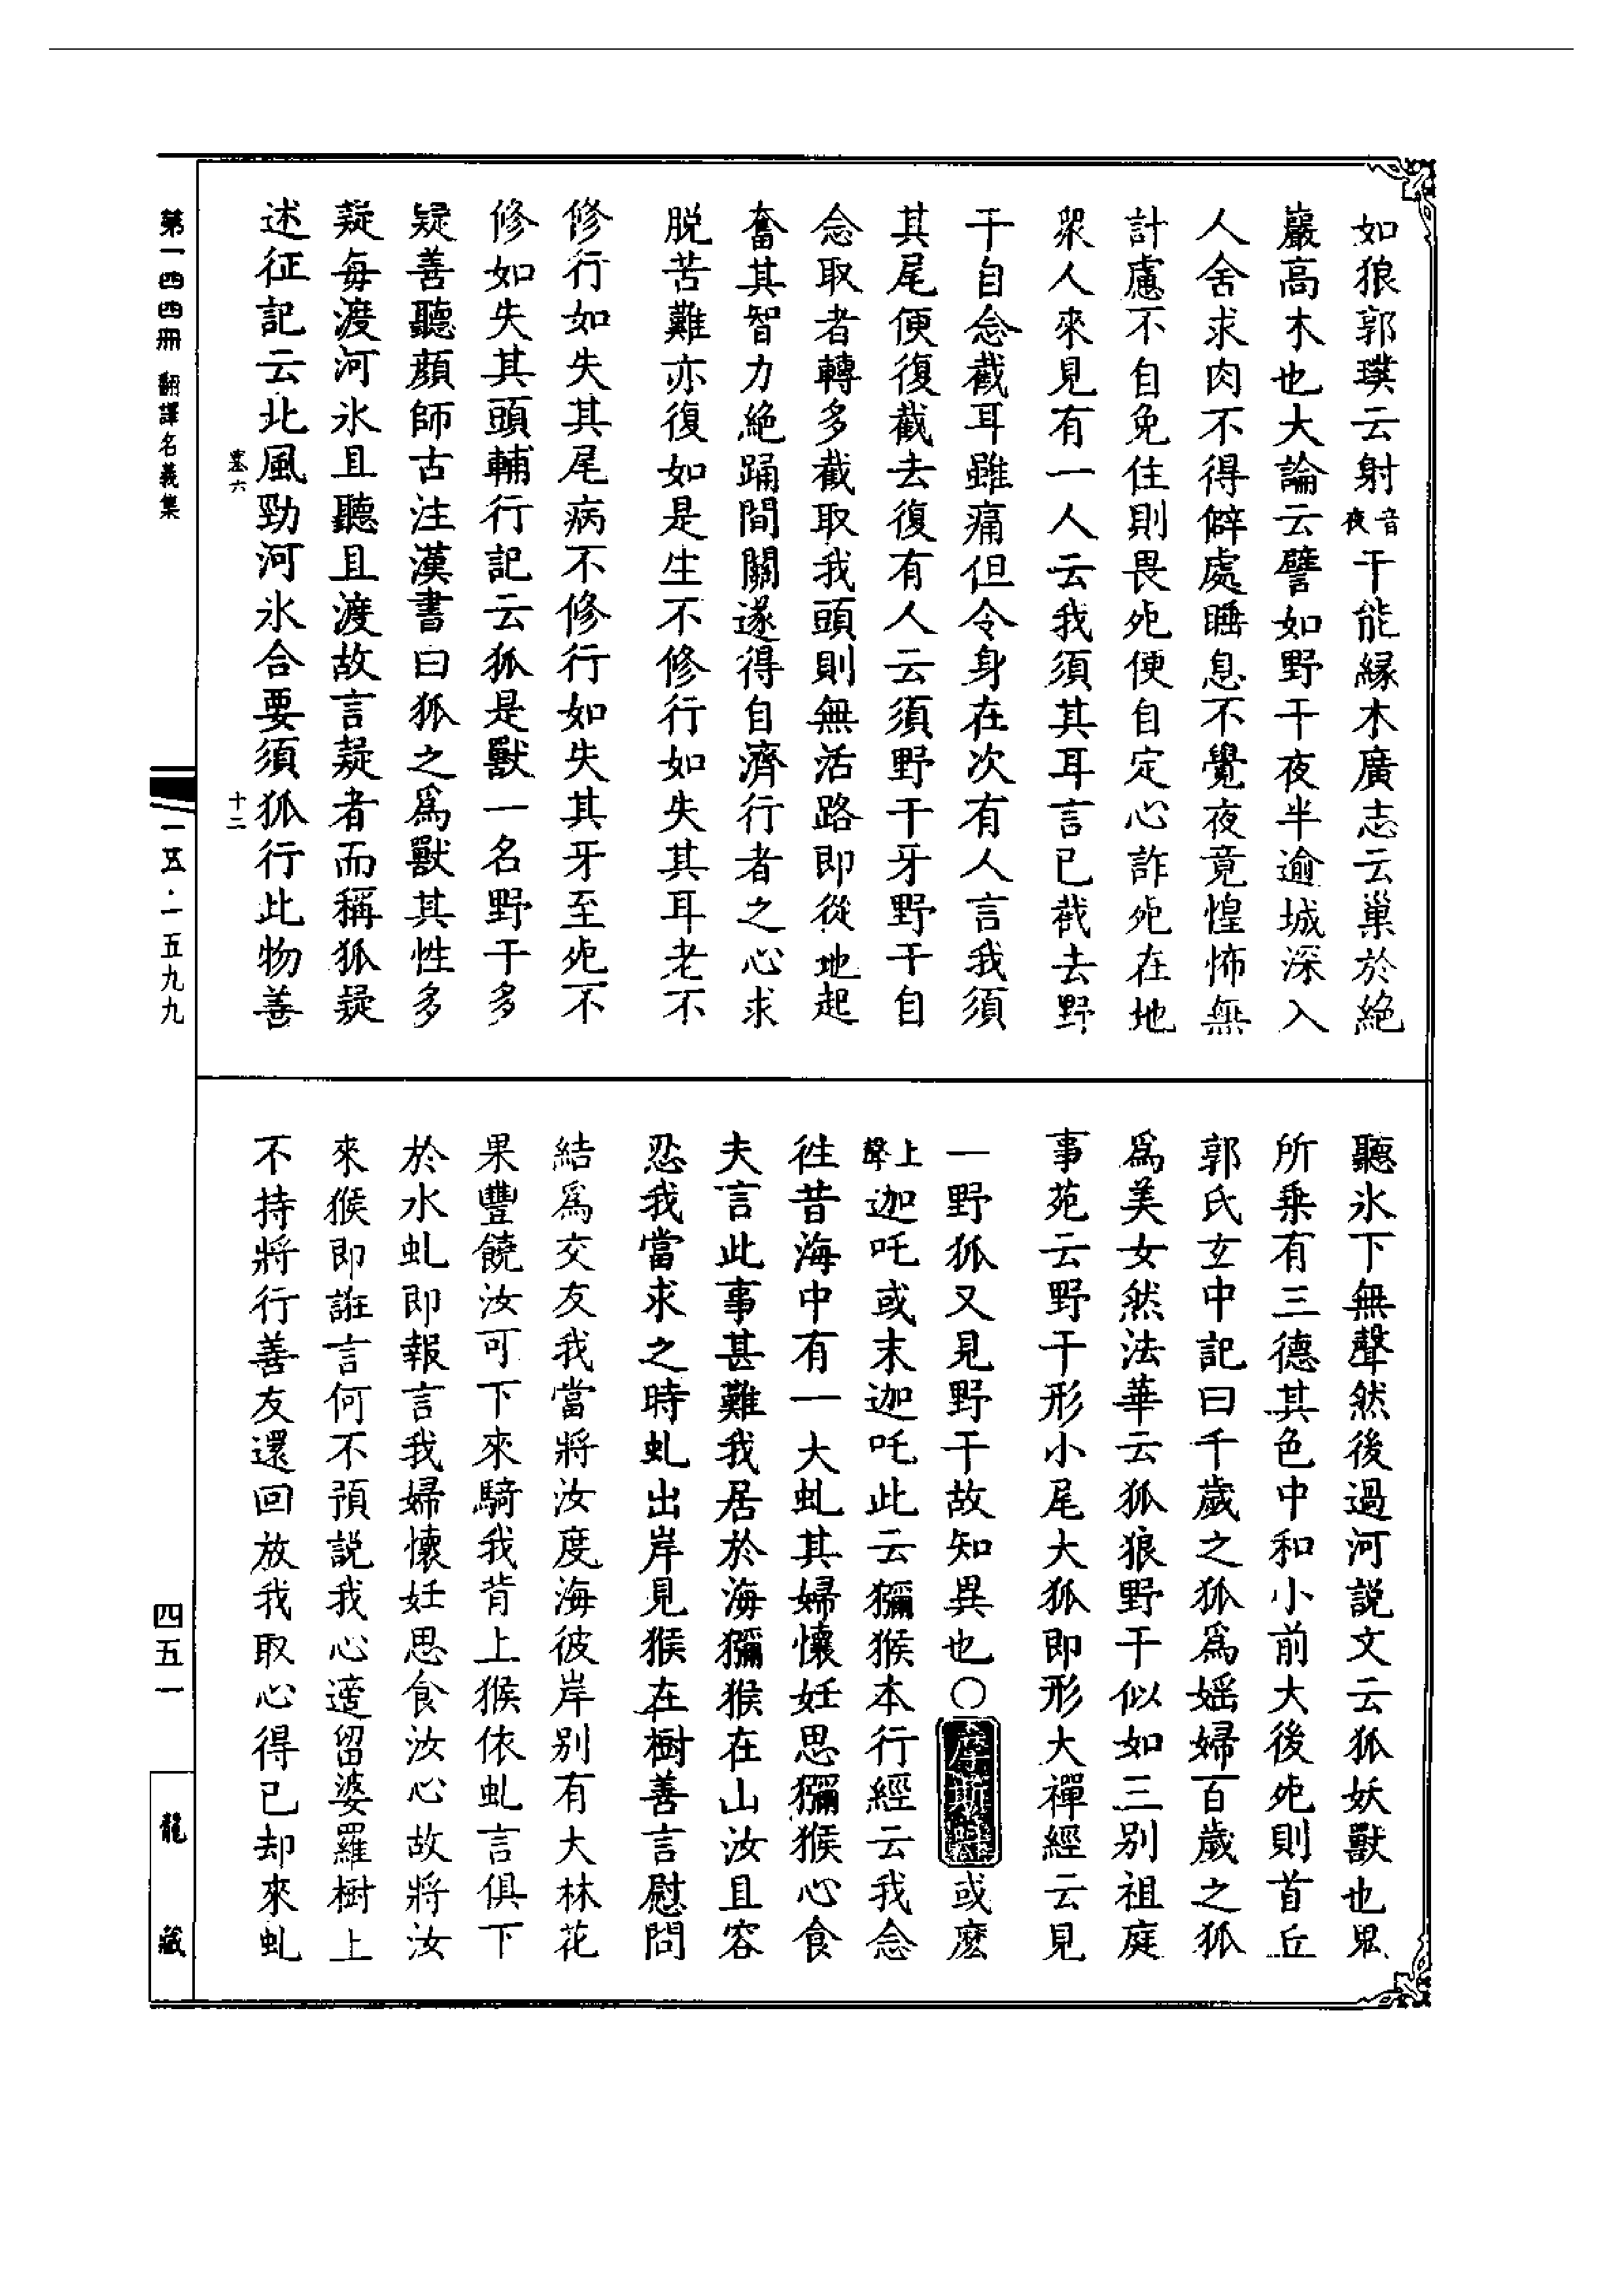 如狼郭璞云射音夜干能緣木廣志云巢於絕
巖高木也大論云譬如野干夜半逾城深入
人舍求肉不得僻處睡息不覺夜竟惶怖無
計慮不自免住則畏死便自定心詐死在地
衆人來見有一人云我須其耳言已截去野
干自念截耳雖痛但令身在次有人言我須
其尾便復截去復有人云須野干牙野干自
念取者轉多截取我頭則無活路即從地起
奮其智力絶踊間關遂得自濟行者之心求
脱苦難亦復如是生不修行如失其耳老不
修行如失其尾病不修行如失其牙至死不
修如失其頭輔行記云狐是獸一名野干多
疑善聽顏師古注漢書曰狐之爲獸其性多
疑每渡河氷且聽且渡故言疑者而稱狐疑
述征記云北風勁河氷合要須狐行此物善
聽氷下無聲然後過河説文云狐妖獸也鬼
所乗有三德其色中和小前大後死則首丘
郭氏玄中記曰千歲之狐爲婬婦百歲之狐
爲美女然法華云狐狼野干似如三别祖庭
事苑云野干形小尾大狐即形大禪經云見
一野狐又見野干故知異也〇摩斯吒或麽
上聲迦吒或末迦吒此云獼猴本行經云我念
徃昔海中有一大虬其婦懷妊思獼猴心食
夫言此事甚難我居於海獼猴在山汝且容
忍我當求之時虬出岸見猴在樹善言慰問
結爲交友我當將汝度海彼岸别有大林花
果豐饒汝可下來騎我背上猴依虬言俱下
於水虬即報言我婦懷妊思食汝心故將汝
來猴即誑言何不預説我心適留婆羅樹上
不持將行善友還回放我取心得已却來虬
第一四四冊 翻譯名義集
墓六
十二
一五五·一五九九
四五一
龍藏